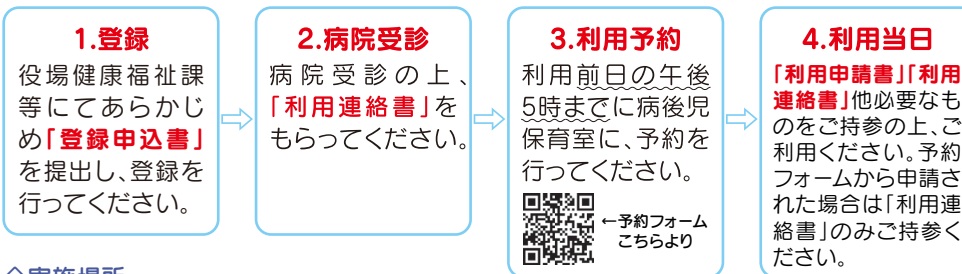 1.登録
役場健康福祉課
等にてあらかじ
め「登録申込書」
を提出し、登録を
行ってください。
2.病院受診
病院受診の上、
「利用連絡書」を
もらってください。
3.利用予約
利用前日の午後
5時までに病後児
保育室に、予約を
行ってください。
←予約フォーム
こちらより
4.利用当日
「利用申請書」「利用
連絡書」他必要なも
のをご持参の上、ご
利用ください。予約
フォームから申請さ
れた場合は「利用連
絡書」のみご持参く
ださい。
◇実施場所